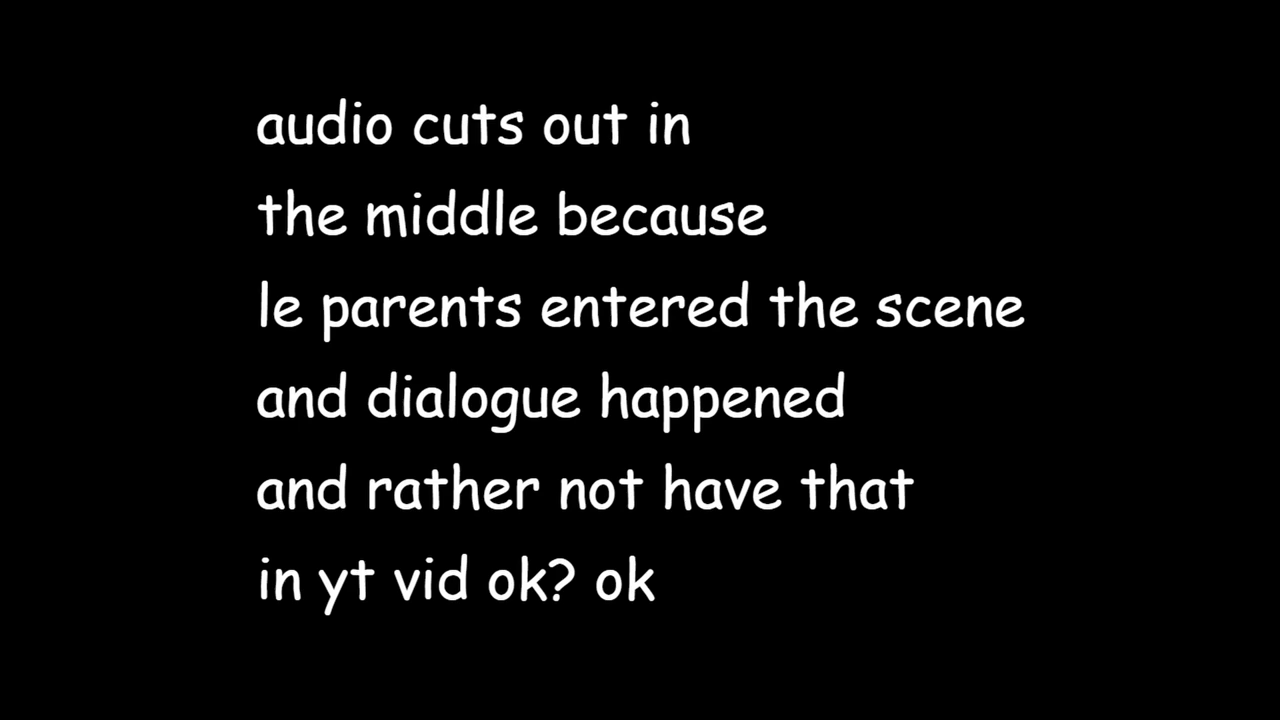 audio cuts out in
the middle because
le parents entered the scene
and dialogue happened
and rather not have that
in yt vid ok? ok